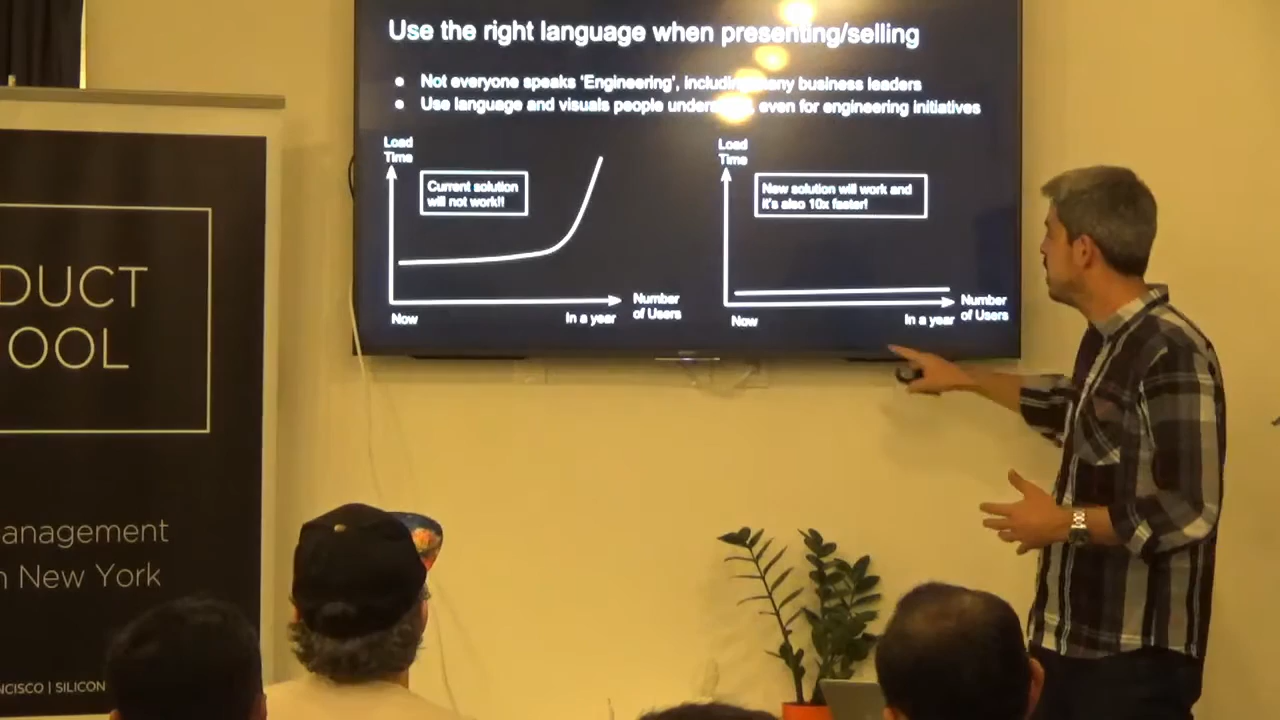 Use the right language when presenting/selling
Not everyone speaks 'Engineering', including many business leaders
Use language and visuals people understand, even for engineering initiatives
Load
Time
Current solution
will not work!!
Now
In a year
Number
of Users
Load
Time
New solution will work and
it's also 10x faster!
Now
In a year
Number
of Users
DUCT
OOL
anagement
n New York
NCISCO | SILICON